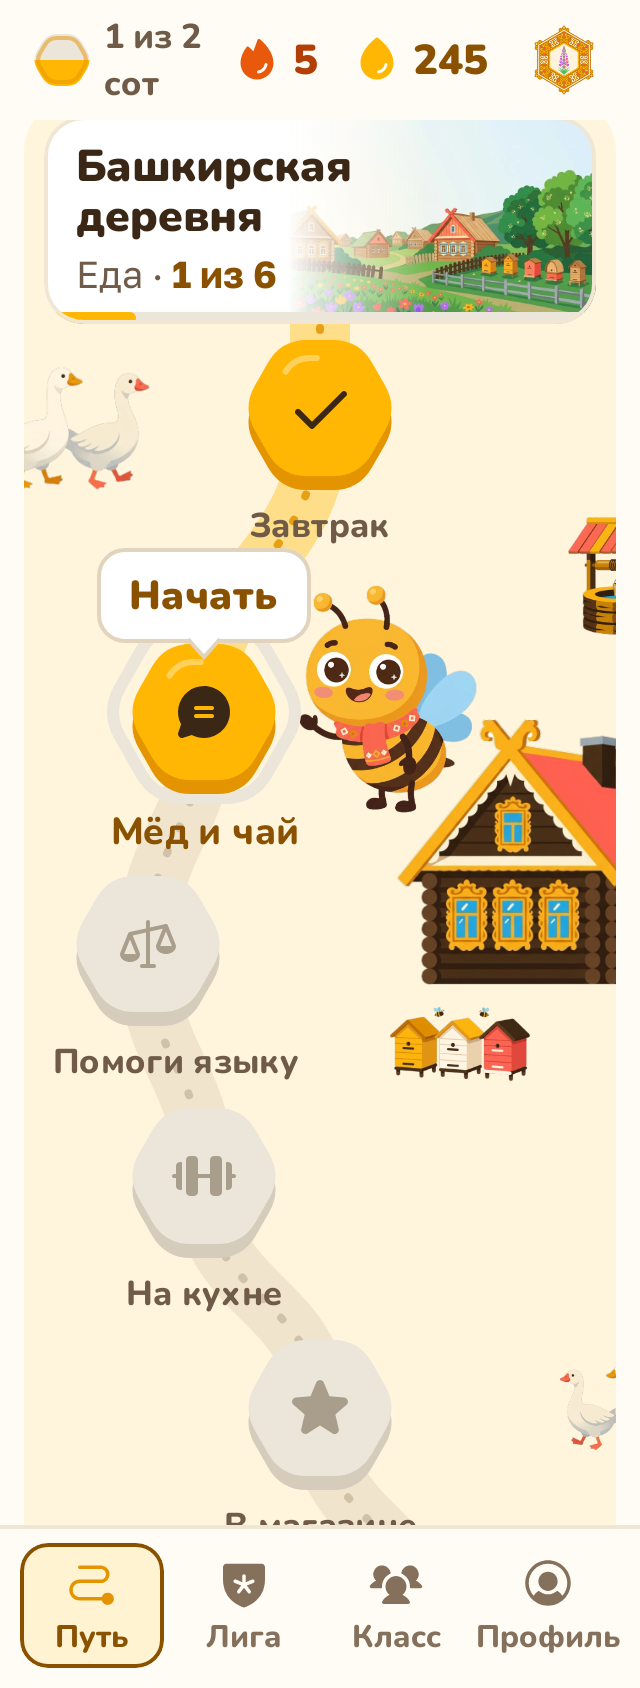 1 из 2
сот
5
245
Башкирская
деревня
Еда · 1 из 6
Завтрак
Начать
Мёд и чай
Помоги языку
На кухне
В магазине
Путь
Лига
Класс
Профиль